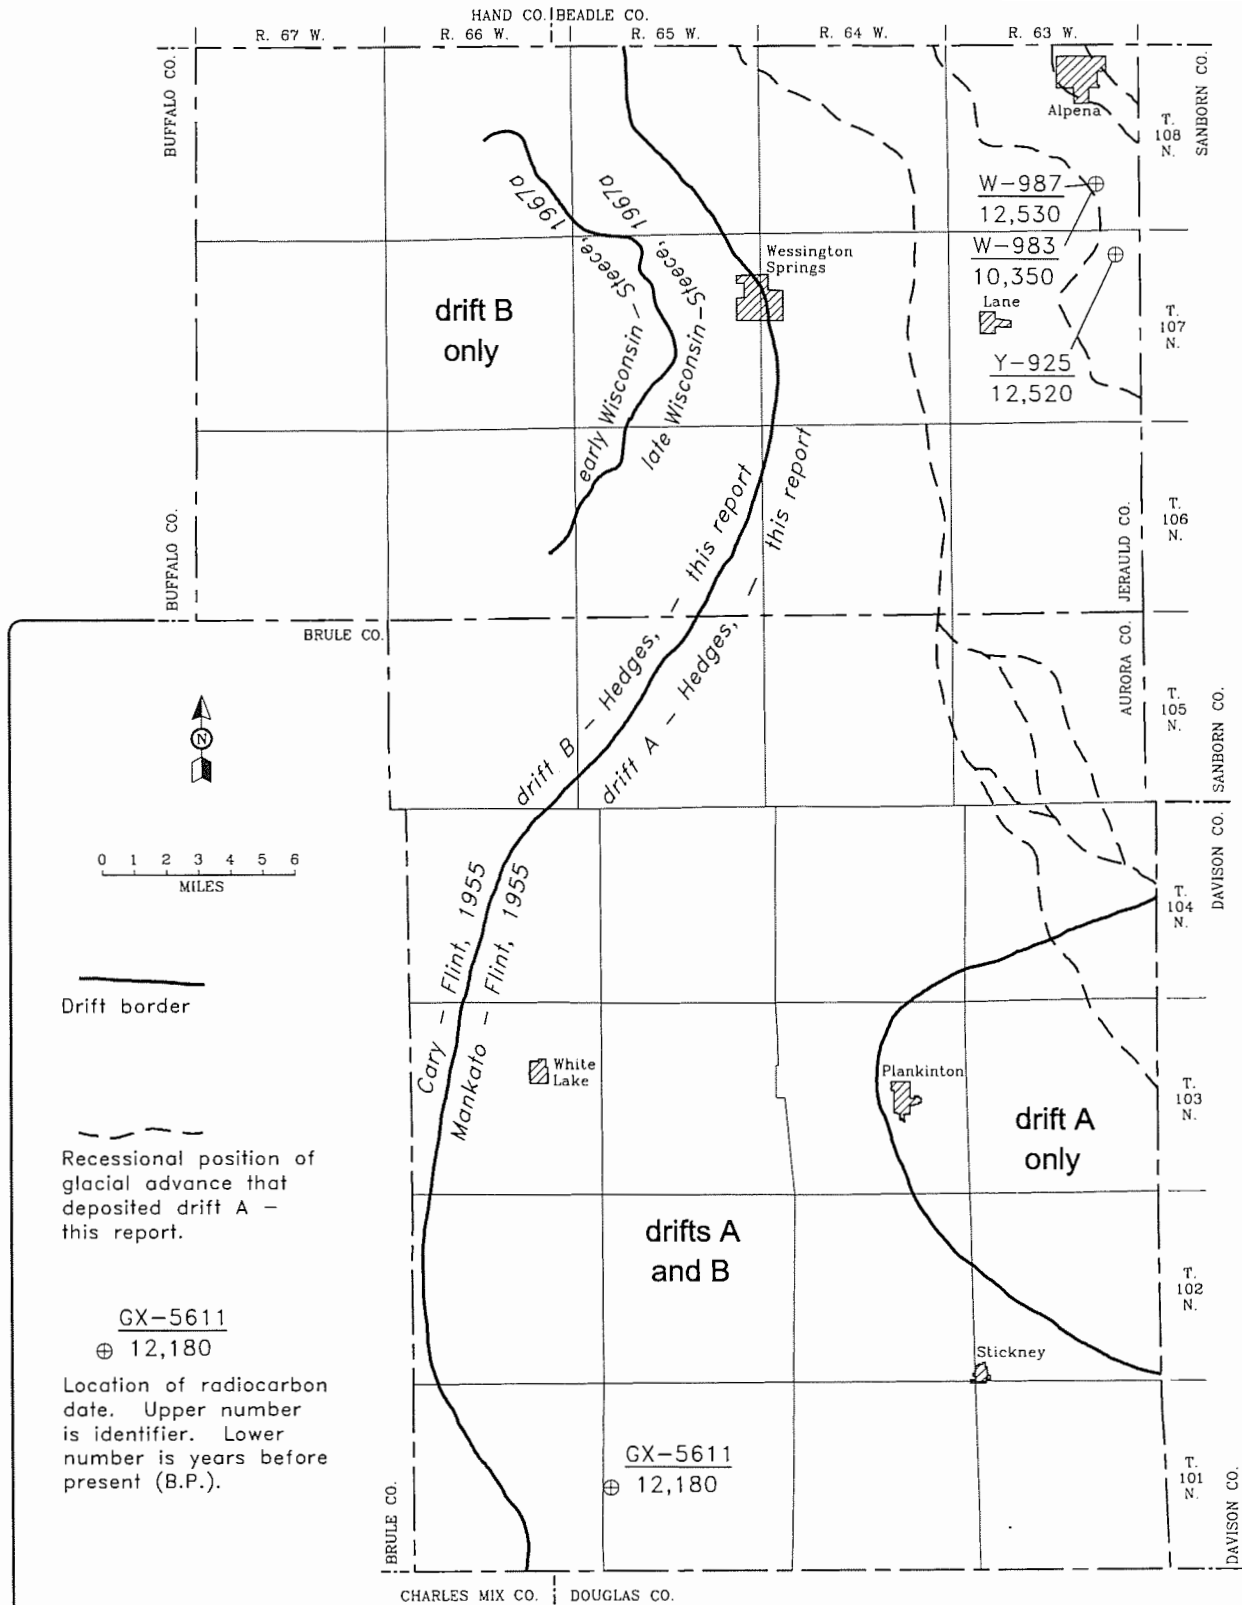 HAND CO. BEADLE CO.
R. 67 W.
R. 66 W.
R. 65 W.
R. 64 W.
R. 63 W.
BUFFALO CO.
SANBORN CO.
Alpena
T.
108
N.
W-987
12,530
W-983
10,350
Lane
Y-925
12,520
T.
107
N.
Wessington
Springs
drift B
only
early Wisconsin – Steece, 1967a
late Wisconsin – Steece, 1967a
drift B – Hedges, – this report
drift A – Hedges, – this report
BUFFALO CO.
JERAULD CO.
T.
106
N.
BRULE CO.
AURORA CO.
SANBORN CO.
T.
105
N.
N
0 1 2 3 4 5 6
MILES
DAVISON CO.
T.
104
N.
Cary – Flint, 1955
Mankato – Flint, 1955
Drift border
White
Lake
Plankinton
T.
103
N.
drift A
only
Recessional position of
glacial advance that
deposited drift A –
this report.
drifts A
and B
T.
102
N.
GX-5611
12,180
Stickney
Location of radiocarbon
date. Upper number
is identifier. Lower
number is years before
present (B.P.).
GX-5611
12,180
T.
101
N.
BRULE CO.
DAVISON CO.
CHARLES MIX CO. DOUGLAS CO.